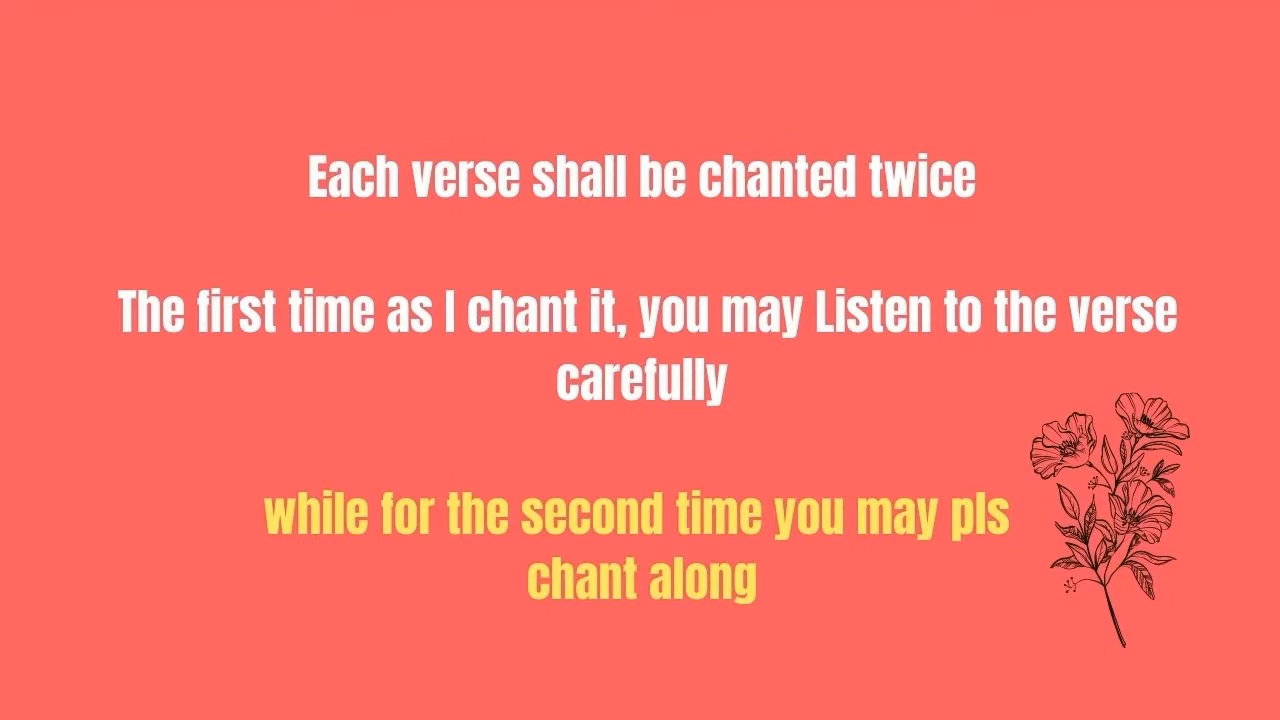 Each verse shall be chanted twice
The first time as I chant it, you may Listen to the verse
carefully
while for the second time you may pls
chant along